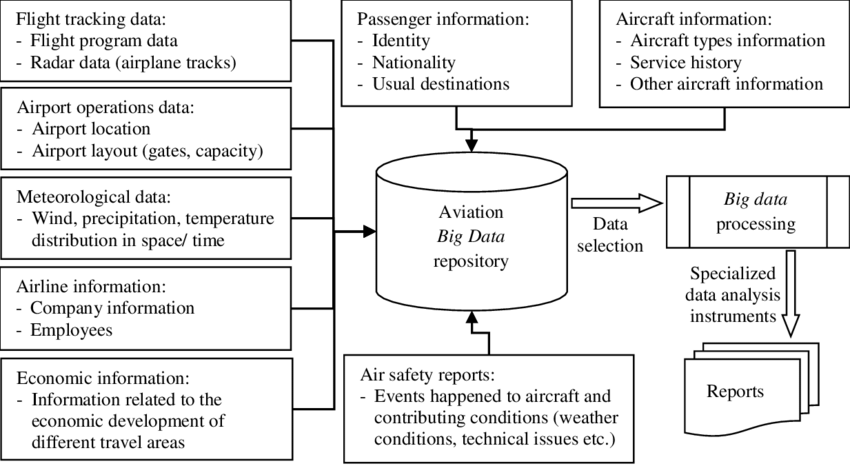 Flight tracking data:
- Flight program data
- Radar data (airplane tracks)
Airport operations data:
- Airport location
- Airport layout (gates, capacity)
Meteorological data:
- Wind, precipitation, temperature
distribution in space/ time
Airline information:
- Company information
- Employees
Economic information:
- Information related to the
economic development of
different travel areas
Passenger information:
- Identity
- Nationality
- Usual destinations
Aircraft information:
- Aircraft types information
- Service history
- Other aircraft information
Aviation
Big Data
repository
Data
selection
Big data
processing
Specialized
data analysis
instruments
Reports
Air safety reports:
- Events happened to aircraft and
contributing conditions (weather
conditions, technical issues etc.)